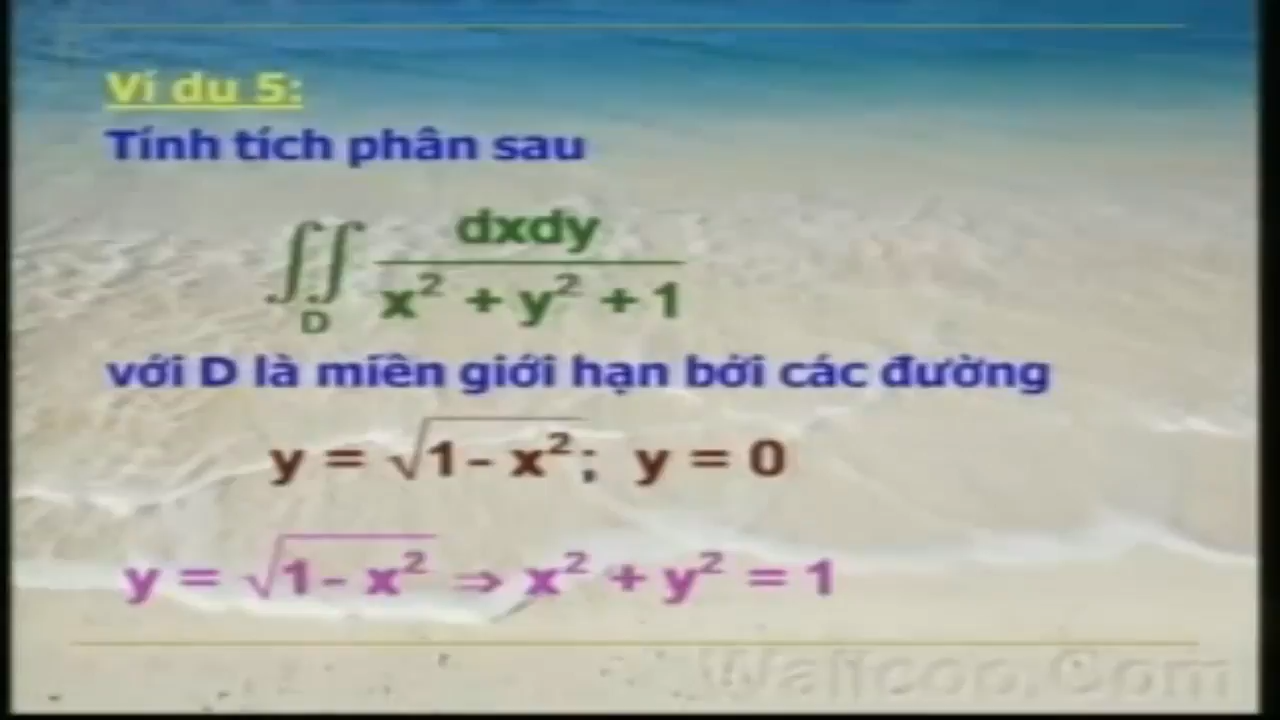 Ví dụ 5:
Tính tích phân sau
∬_D dxdy / (x² + y² + 1)
với D là miền giới hạn bởi các đường
y = √(1 - x²); y = 0
y = √(1 - x²) ⇒ x² + y² = 1